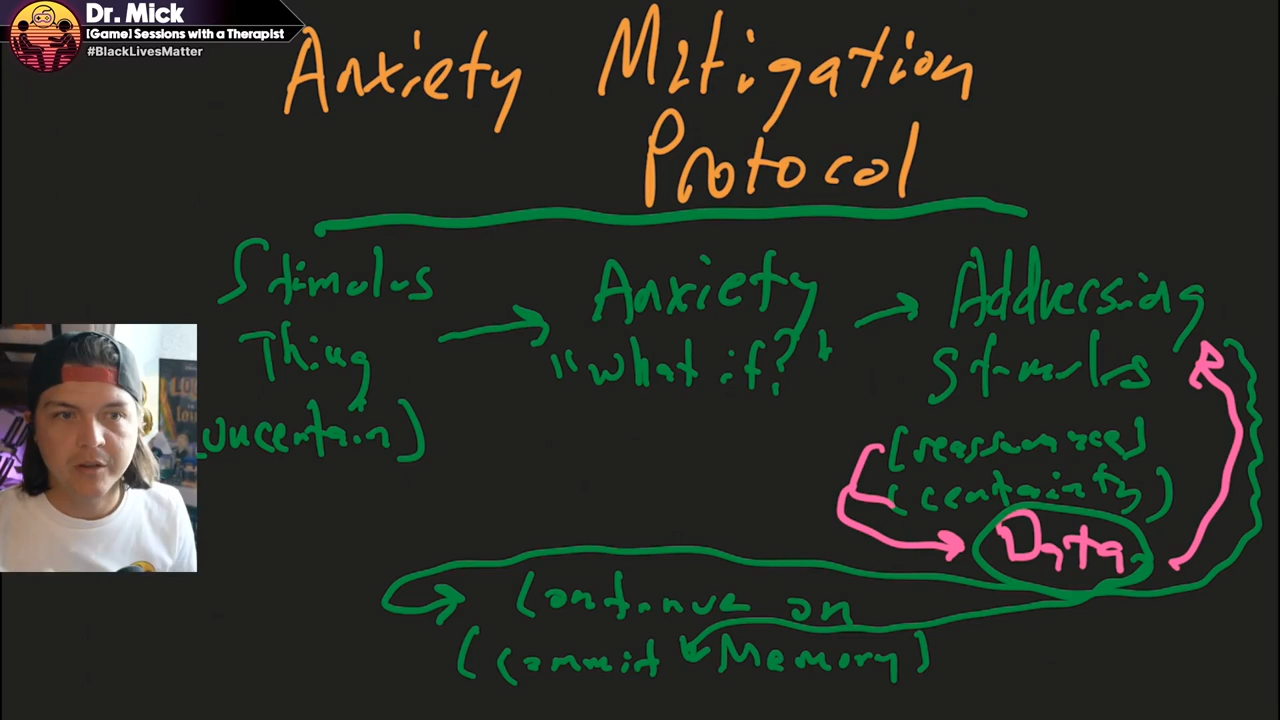 Dr. Mick
[Game] Sessions with a Therapist
#BlackLivesMatter
Anxiety Mitigation
Protocol
Stimulus
Thing
(uncertain)
Anxiety
"what if?"
Addressing
Stimulus
(reassurance)
(certainty)
Data
Continue on
(Commit Memory)